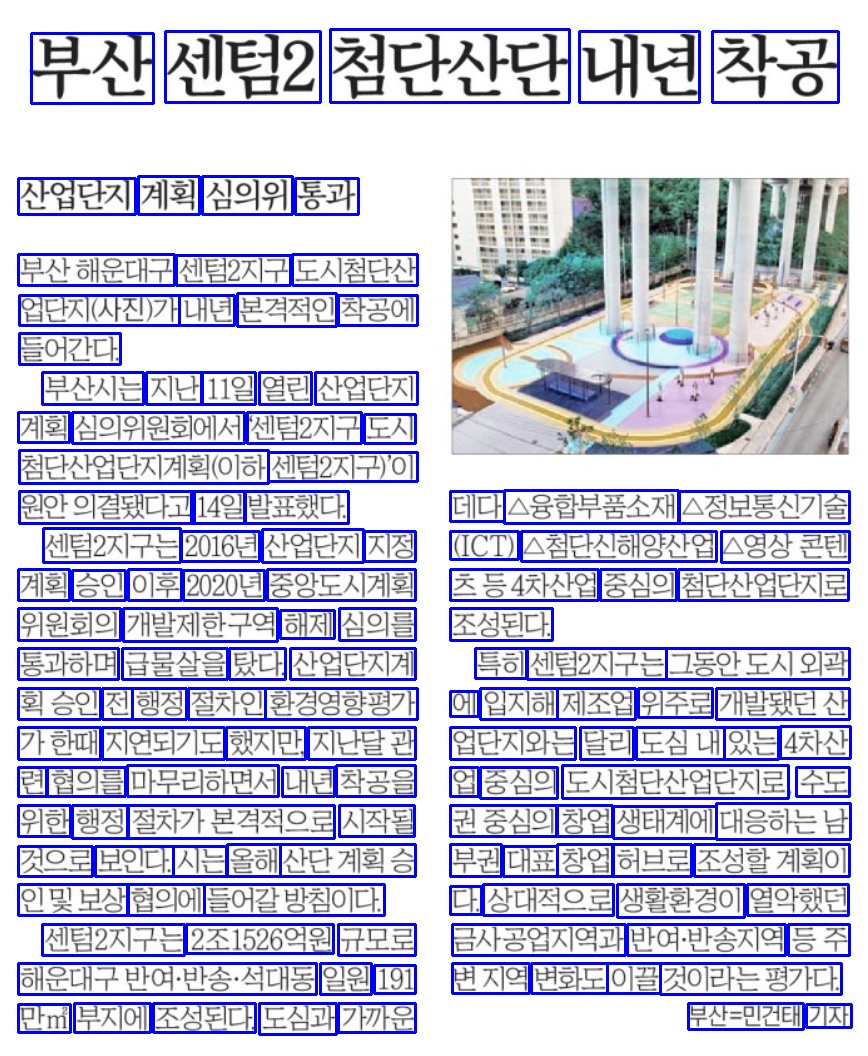 부산 센텀2 첨단산단 내년 착공
산업단지 계획 심의위 통과
부산 해운대구 센텀2지구 도시첨단산
업단지(사진)가 내년 본격적인 착공에
들어간다.
부산시는 지난 11일 열린 산업단지
계획 심의위원회에서 ‘센텀2지구 도시
첨단산업단지계획(이하 센텀2지구)’이
원안 의결됐다고 14일 발표했다.
센텀2지구는 2016년 산업단지 지정
계획 승인 이후 2020년 중앙도시계획
위원회의 개발제한구역 해제 심의를
통과하며 급물살을 탔다. 산업단지계
획 승인 전 행정 절차인 환경영향평가
가 한때 지연되기도 했지만, 지난달 관
련 협의를 마무리하면서 내년 착공을
위한 행정 절차가 본격적으로 시작될
것으로 보인다. 시는 올해 산단 계획 승
인 및 보상 협의에 들어갈 방침이다.
센텀2지구는 2조1526억원 규모로
해운대구 반여·반송·석대동 일원 191
만㎡ 부지에 조성된다. 도심과 가까운
데다 △융합부품소재 △정보통신기술
(ICT) △첨단신해양산업 △영상 콘텐
츠 등 4차산업 중심의 첨단산업단지로
조성된다.
특히 센텀2지구는 그동안 도시 외곽
에 입지해 제조업 위주로 개발됐던 산
업단지와는 달리 도심 내 있는 4차산
업 중심의 도시첨단산업단지로, 수도
권 중심의 창업 생태계에 대응하는 남
부권 대표 창업 허브로 조성할 계획이
다. 상대적으로 생활환경이 열악했던
금사공업지역과 반여·반송지역 등 주
변 지역 변화도 이끌 것이라는 평가다.
부산=민건태 기자